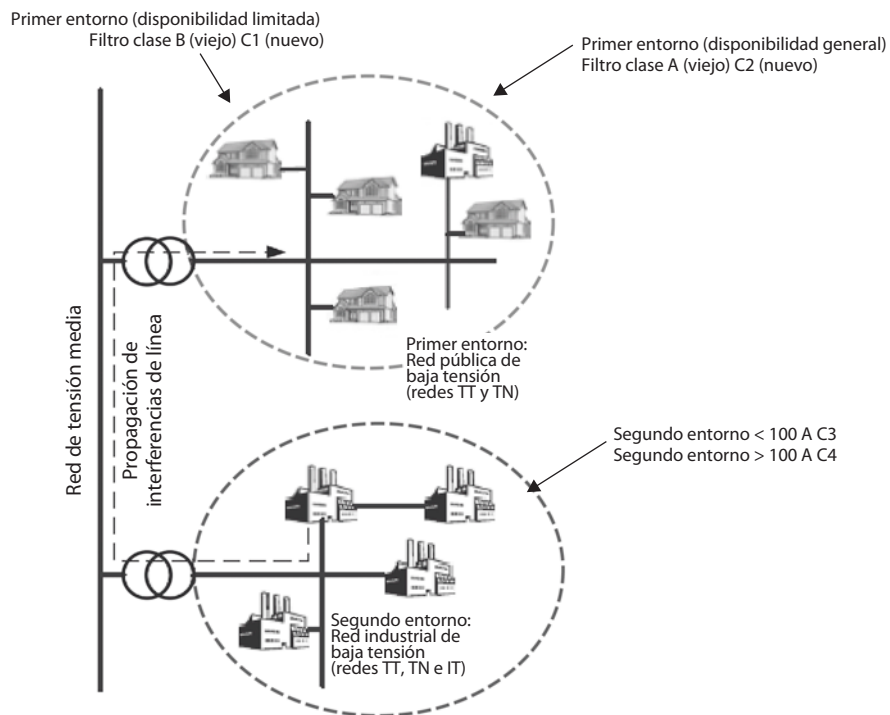 Primer entorno (disponibilidad limitada)
Filtro clase B (viejo) C1 (nuevo)
Primer entorno (disponibilidad general)
Filtro clase A (viejo) C2 (nuevo)
Red de tensión media
Propagación de
interferencias de línea
Primer entorno:
Red pública de
baja tensión
(redes TT y TN)
Segundo entorno < 100 A C3
Segundo entorno > 100 A C4
Segundo entorno:
Red industrial de
baja tensión
(redes TT, TN e IT)